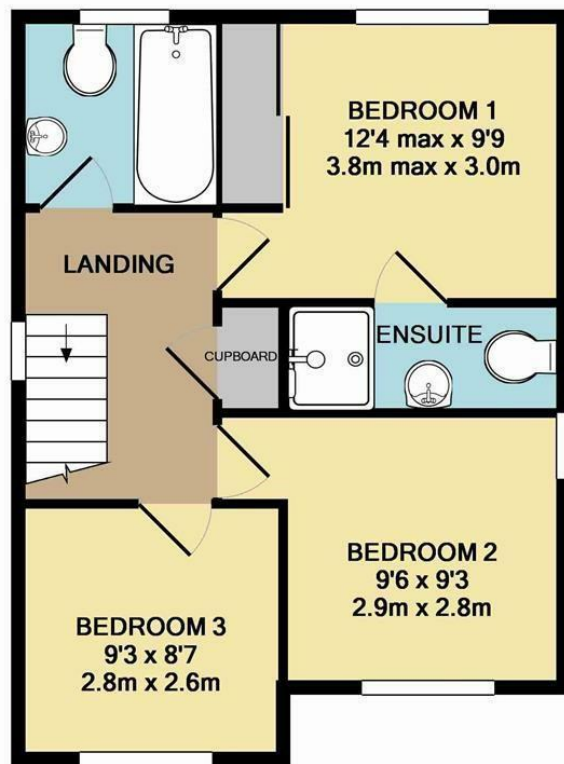 BEDROOM 1
12'4 max x 9'9
3.8m max x 3.0m
LANDING
CUPBOARD
ENSUITE
BEDROOM 2
9'6 x 9'3
2.9m x 2.8m
BEDROOM 3
9'3 x 8'7
2.8m x 2.6m